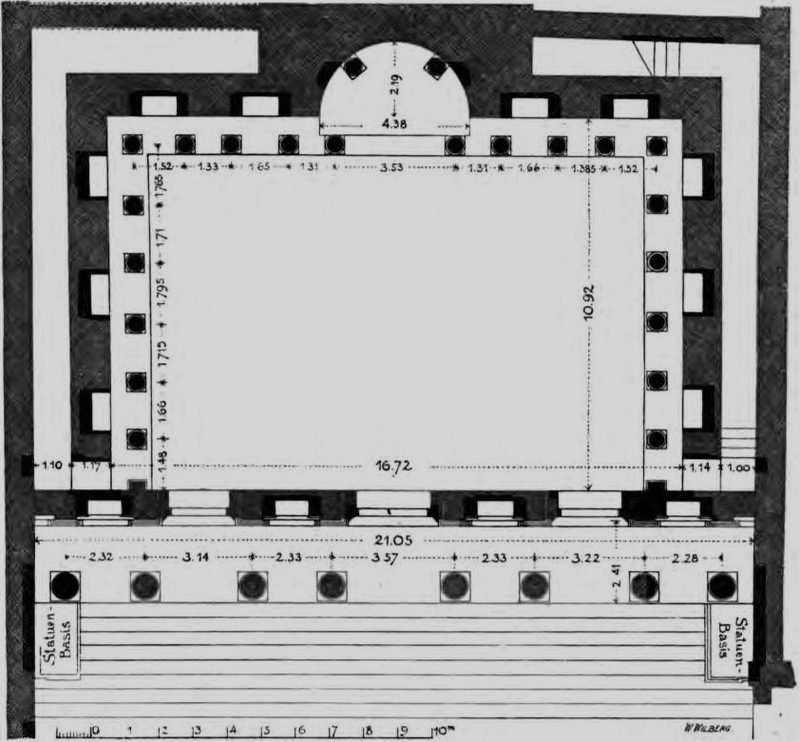 2.19
4.38
1.52 1.33 1.65 1.31 3.53 1.31 1.66 1.385 1.52
1.765
1.71
1.795
1.715
1.66
1.48
10.92
1.10 1.17 16.72 1.14 1.00
21.05
2.32 3.14 2.33 3.57 2.33 3.22 2.28
2.41
Statuen-
Basis
Statuen-
Basis
0 1 2 3 4 5 6 7 8 9 10m
W WILBERG